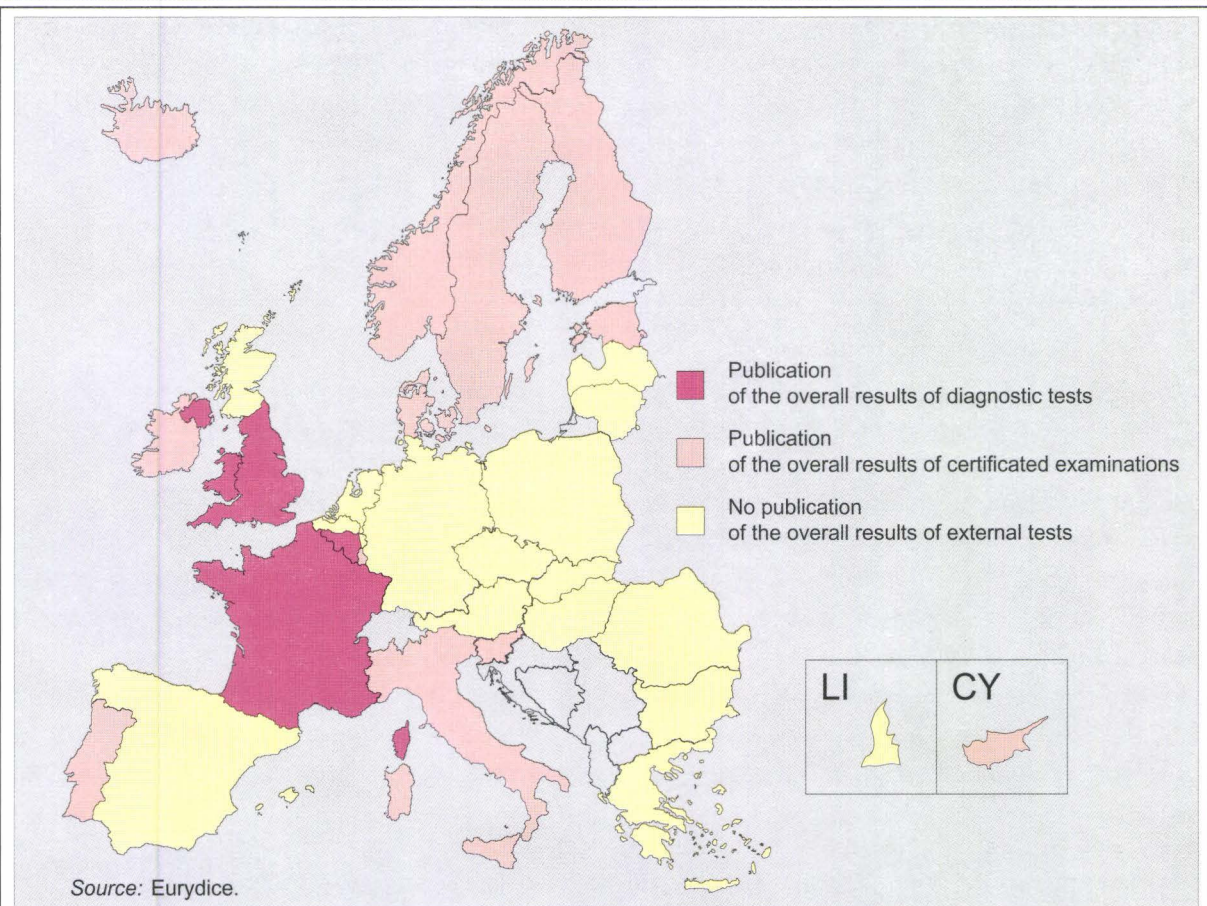 Publication
of the overall results of diagnostic tests
Publication
of the overall results of certificated examinations
No publication
of the overall results of external tests
LI
CY
Source: Eurydice.